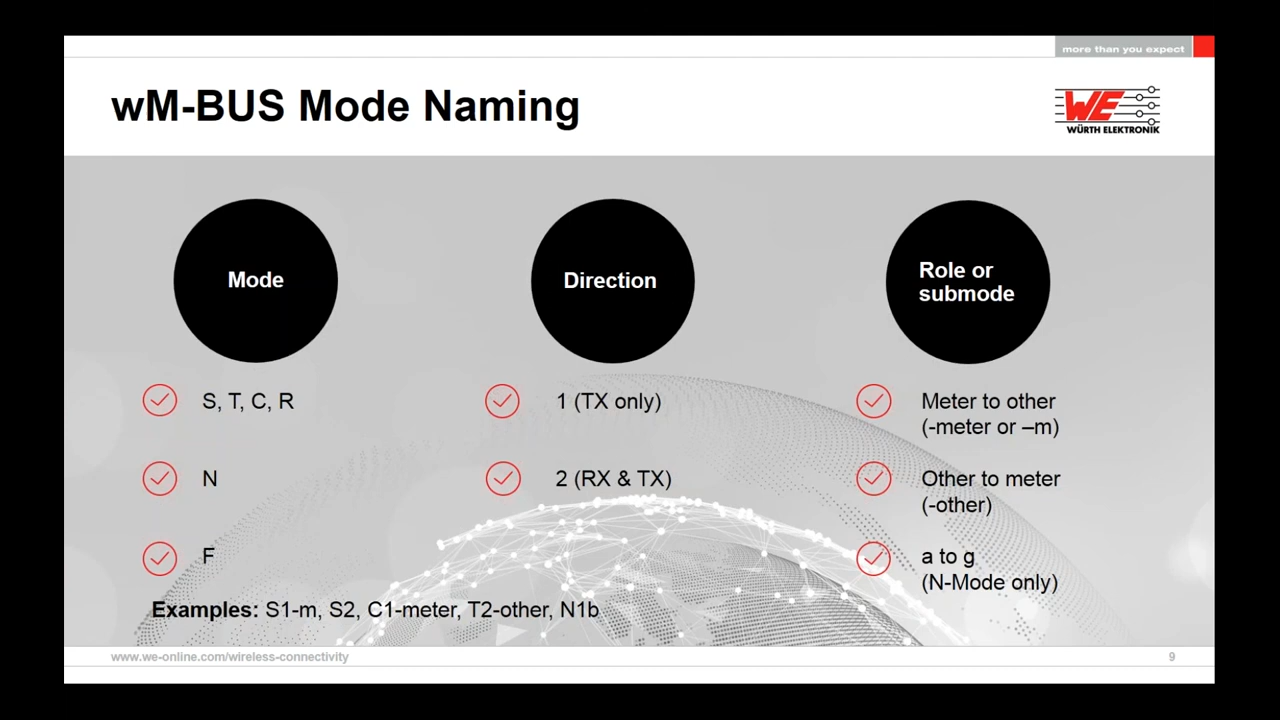 more than you expect
wM-BUS Mode Naming
WE
WÜRTH ELEKTRONIK
Mode
Direction
Role or
submode
S, T, C, R
N
F
1 (TX only)
2 (RX & TX)
Meter to other
(-meter or –m)
Other to meter
(-other)
a to g
(N-Mode only)
Examples: S1-m, S2, C1-meter, T2-other, N1b
www.we-online.com/wireless-connectivity
9